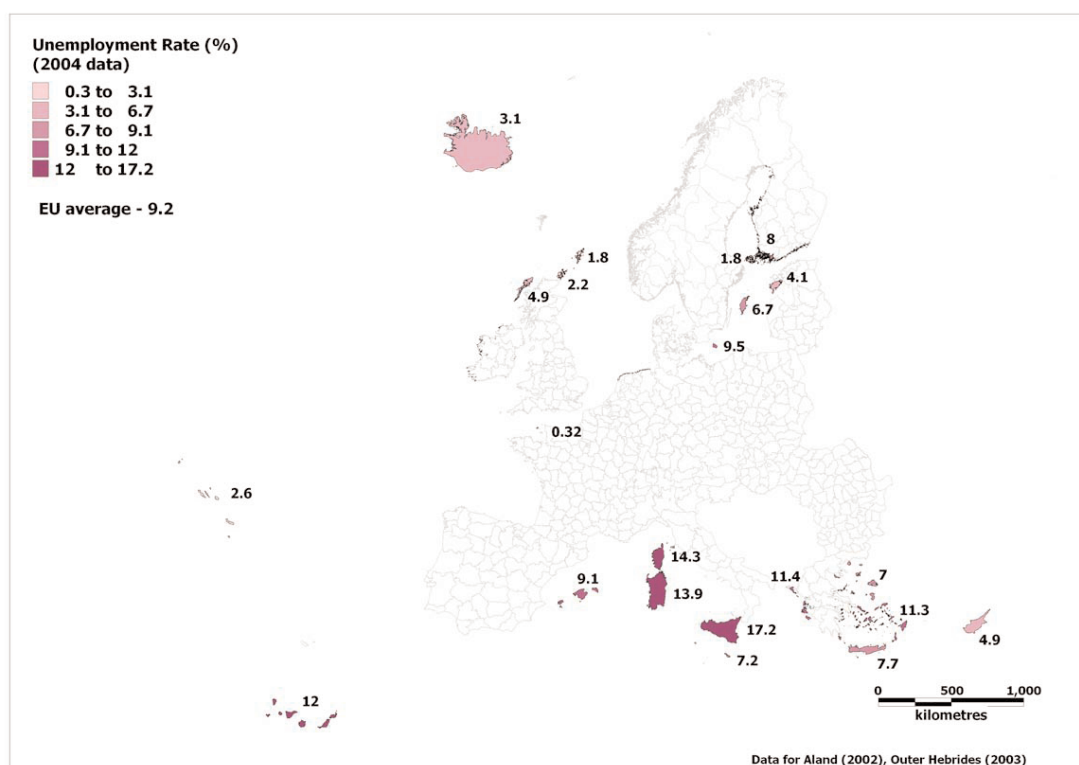 Unemployment Rate (%)
(2004 data)
0.3 to 3.1
3.1 to 6.7
6.7 to 9.1
9.1 to 12
12 to 17.2
EU average - 9.2
3.1
1.8
8
1.8
2.2
4.1
4.9
6.7
9.5
0.32
2.6
14.3
9.1
11.4
7
13.9
11.3
17.2
4.9
7.2
7.7
12
0 500 1,000
kilometres
Data for Aland (2002), Outer Hebrides (2003)